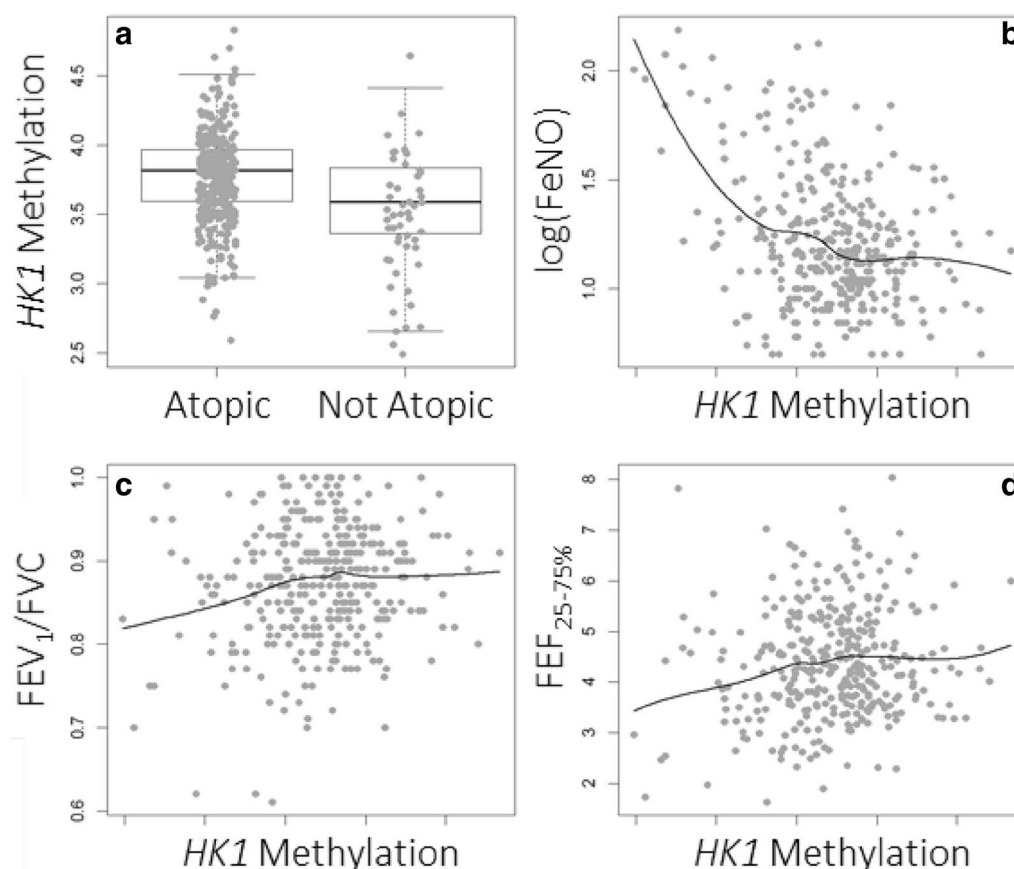 a
HK1 Methylation
4.5
4.0
3.5
3.0
2.5
Atopic
Not Atopic
b
log(FeNO)
2.0
1.5
1.0
HK1 Methylation
c
FEV1/FVC
1.0
0.9
0.8
0.7
0.6
HK1 Methylation
d
FEF25-75%
8
7
6
5
4
3
2
HK1 Methylation